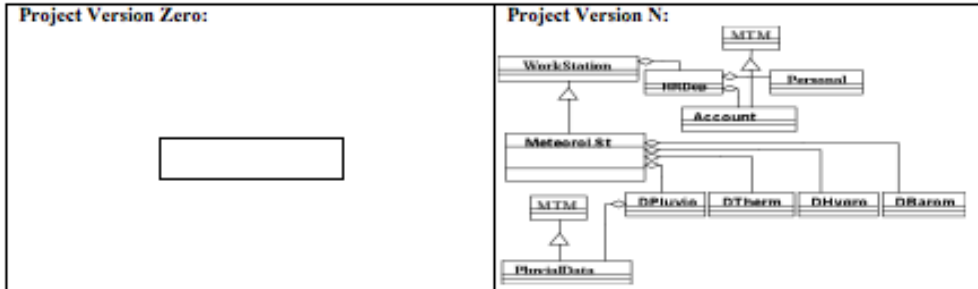 Project Version Zero:
Project Version N:
MTM
WorkStation
HRDep
Personal
Account
Meteorol.St
DPluvio
DTherm
DHygro
DBarom
MTM
PluvialData